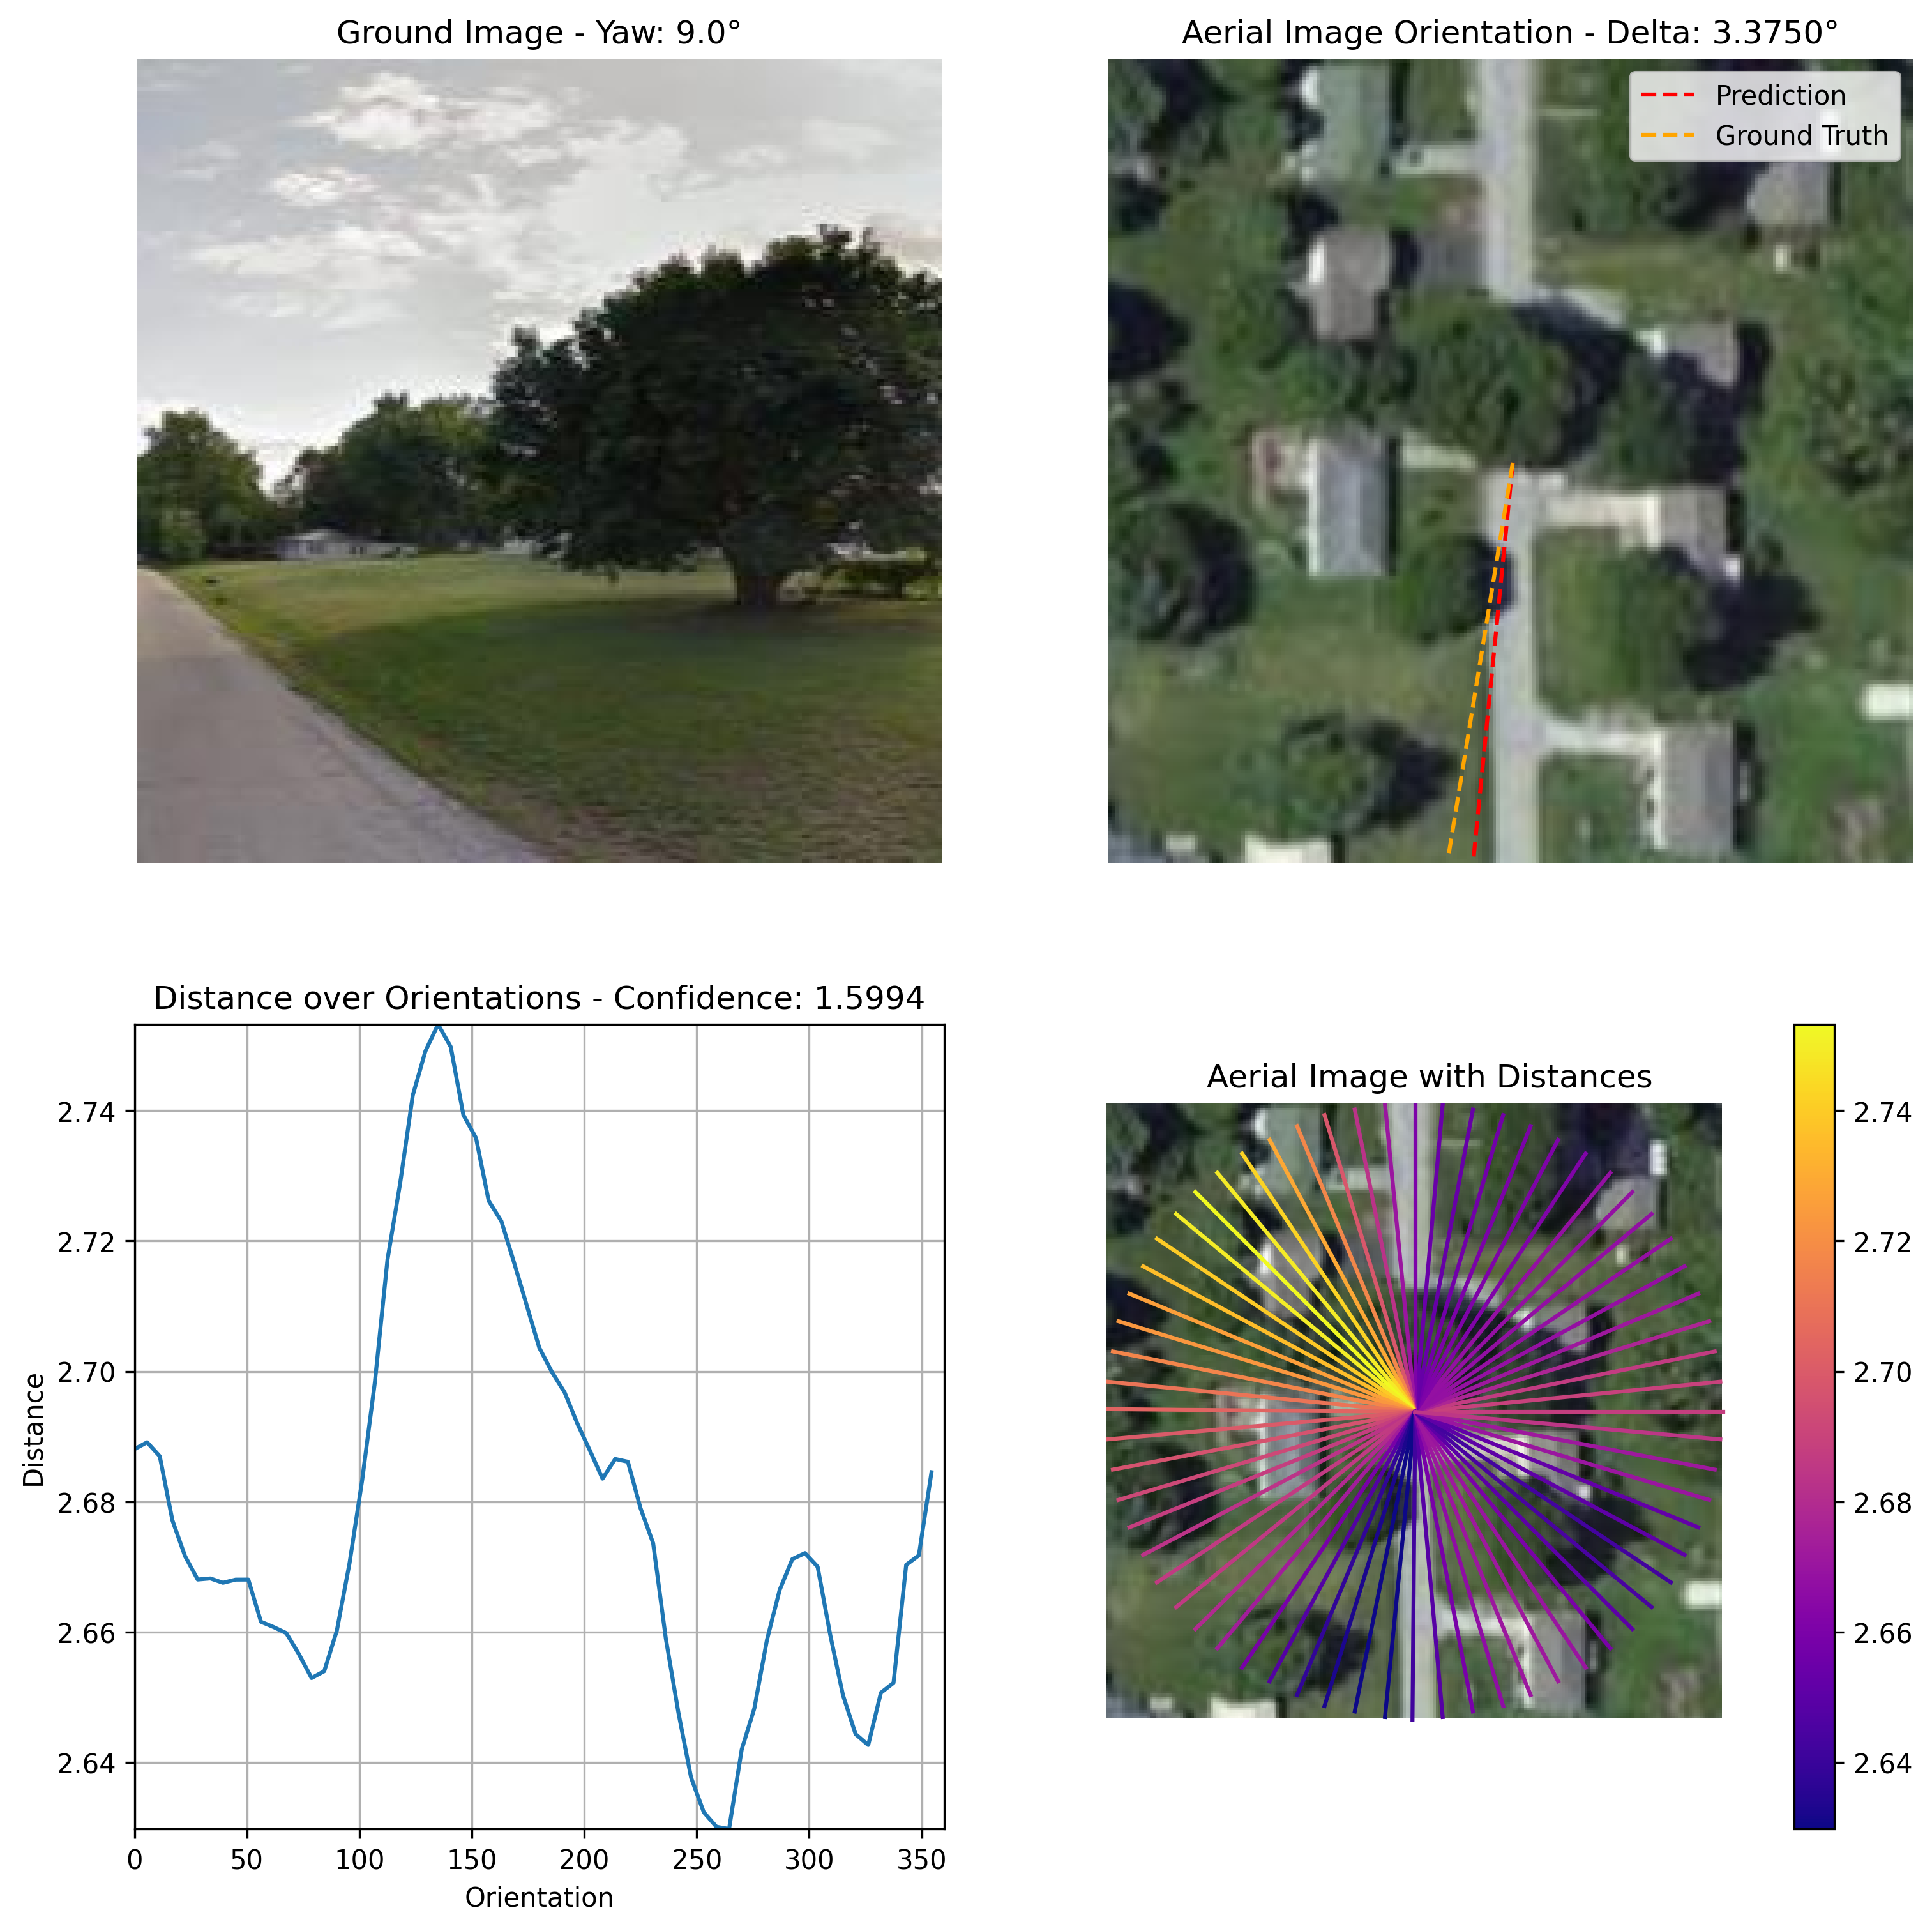 Ground Image - Yaw: 9.0°
Aerial Image Orientation - Delta: 3.3750°
Prediction
Ground Truth
Distance over Orientations - Confidence: 1.5994
2.74
2.72
2.70
2.68
2.66
2.64
Distance
0 50 100 150 200 250 300 350
Orientation
Aerial Image with Distances
2.74
2.72
2.70
2.68
2.66
2.64